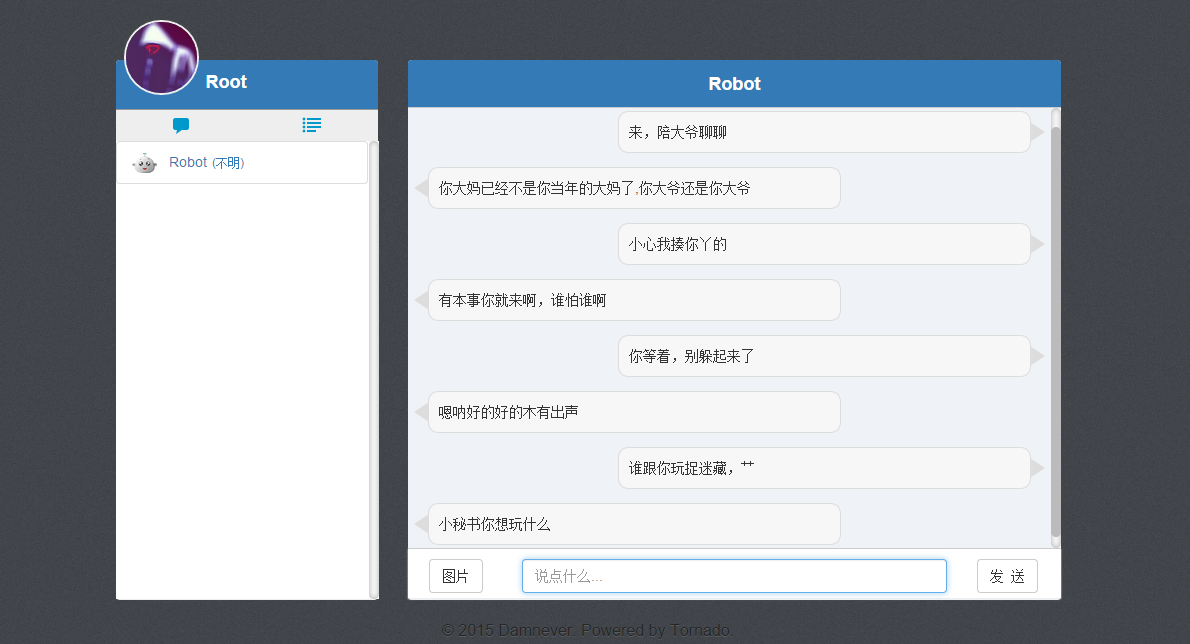 Root
Robot (不明)
Robot
来，陪大爷聊聊
你大妈已经不是你当年的大妈了,你大爷还是你大爷
小心我揍你丫的
有本事你就来啊，谁怕谁啊
你等着，别躲起来了
嗯呐好的好的木有出声
谁跟你玩捉迷藏，艹
小秘书你想玩什么
图片
说点什么...
发 送
© 2015 Damnever. Powered by Tornado.